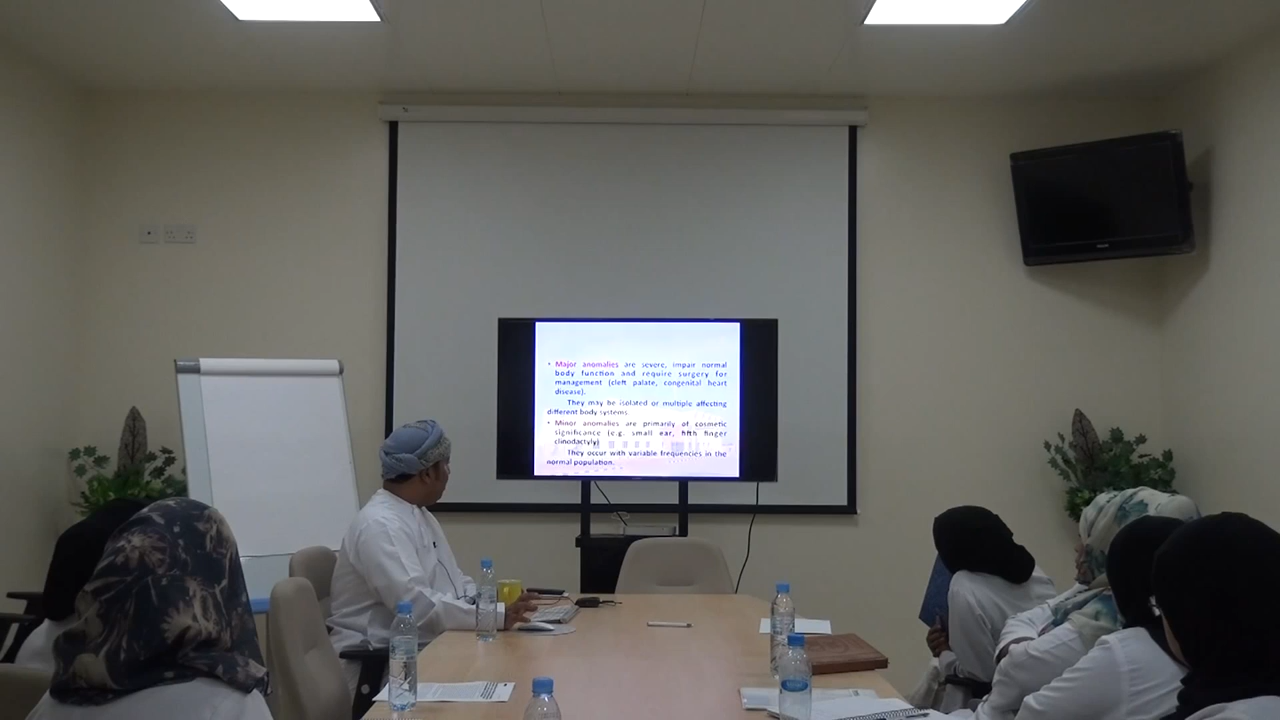 • Major anomalies are severe, impair normal
body function and require surgery for
management (cleft palate, congenital heart
disease).
They may be isolated or multiple affecting
different body systems.
• Minor anomalies are primarily of cosmetic
significance (e.g. small ear, fifth finger
clinodactyly)
They occur with variable frequencies in the
normal population.